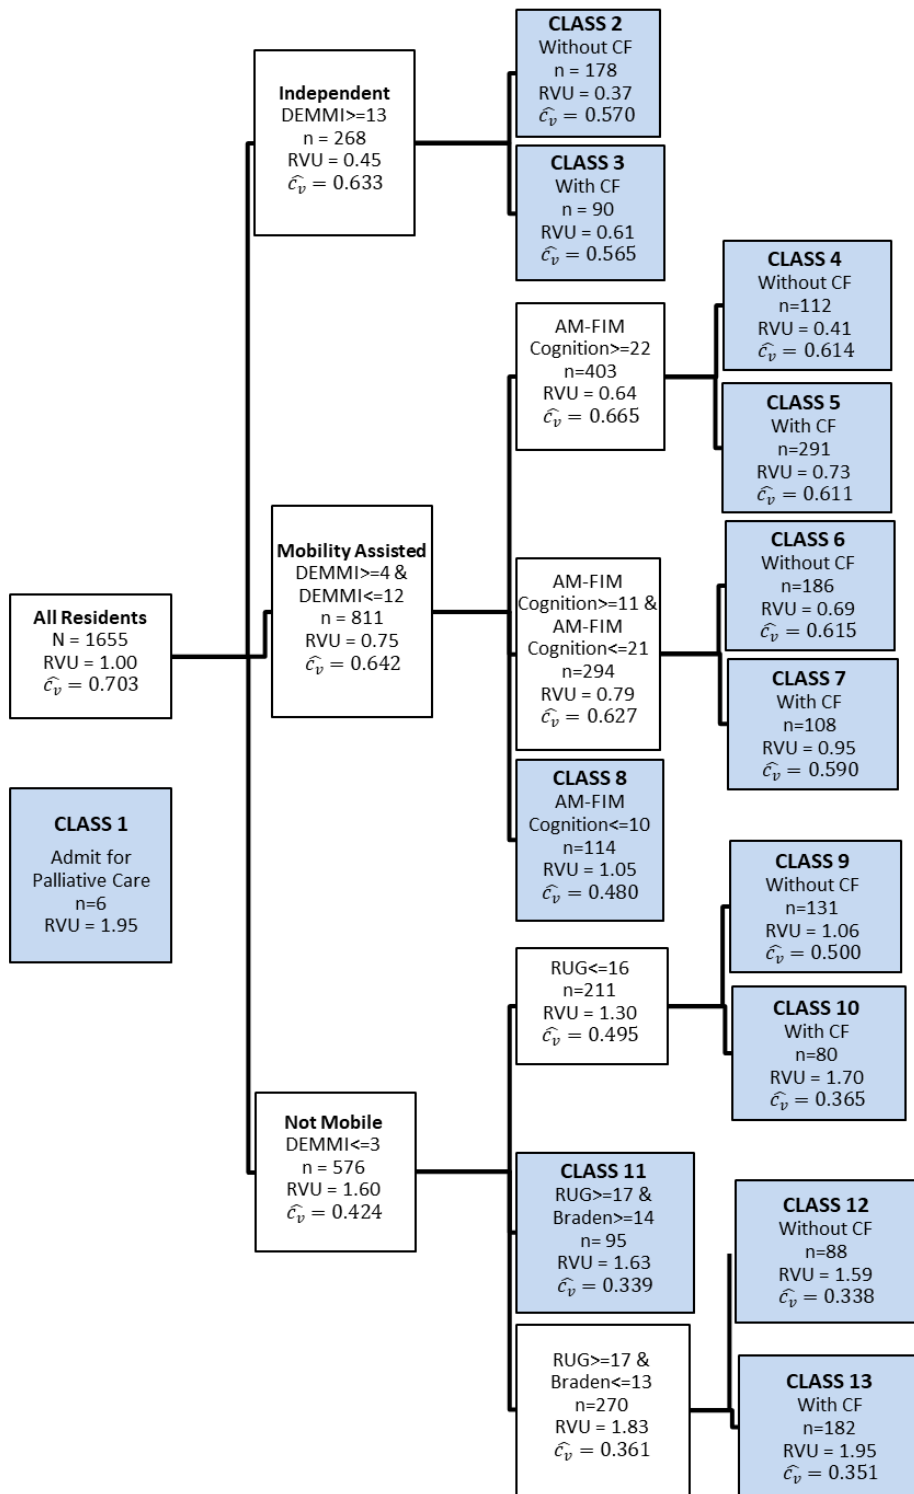 All Residents
N = 1655
RVU = 1.00
ĉᵥ = 0.703
CLASS 1
Admit for
Palliative Care
n=6
RVU = 1.95
Independent
DEMMI>=13
n = 268
RVU = 0.45
ĉᵥ = 0.633
CLASS 2
Without CF
n = 178
RVU = 0.37
ĉᵥ = 0.570
CLASS 3
With CF
n = 90
RVU = 0.61
ĉᵥ = 0.565
Mobility Assisted
DEMMI>=4 &
DEMMI<=12
n = 811
RVU = 0.75
ĉᵥ = 0.642
AM-FIM
Cognition>=22
n=403
RVU = 0.64
ĉᵥ = 0.665
CLASS 4
Without CF
n=112
RVU = 0.41
ĉᵥ = 0.614
CLASS 5
With CF
n=291
RVU = 0.73
ĉᵥ = 0.611
AM-FIM
Cognition>=11 &
AM-FIM
Cognition<=21
n=294
RVU = 0.79
ĉᵥ = 0.627
CLASS 6
Without CF
n=186
RVU = 0.69
ĉᵥ = 0.615
CLASS 7
With CF
n=108
RVU = 0.95
ĉᵥ = 0.590
CLASS 8
AM-FIM
Cognition<=10
n=114
RVU = 1.05
ĉᵥ = 0.480
Not Mobile
DEMMI<=3
n = 576
RVU = 1.60
ĉᵥ = 0.424
RUG<=16
n=211
RVU = 1.30
ĉᵥ = 0.495
CLASS 9
Without CF
n=131
RVU = 1.06
ĉᵥ = 0.500
CLASS 10
With CF
n=80
RVU = 1.70
ĉᵥ = 0.365
CLASS 11
RUG>=17 &
Braden>=14
n= 95
RVU = 1.63
ĉᵥ = 0.339
RUG>=17 &
Braden<=13
n=270
RVU = 1.83
ĉᵥ = 0.361
CLASS 12
Without CF
n=88
RVU = 1.59
ĉᵥ = 0.338
CLASS 13
With CF
n=182
RVU = 1.95
ĉᵥ = 0.351